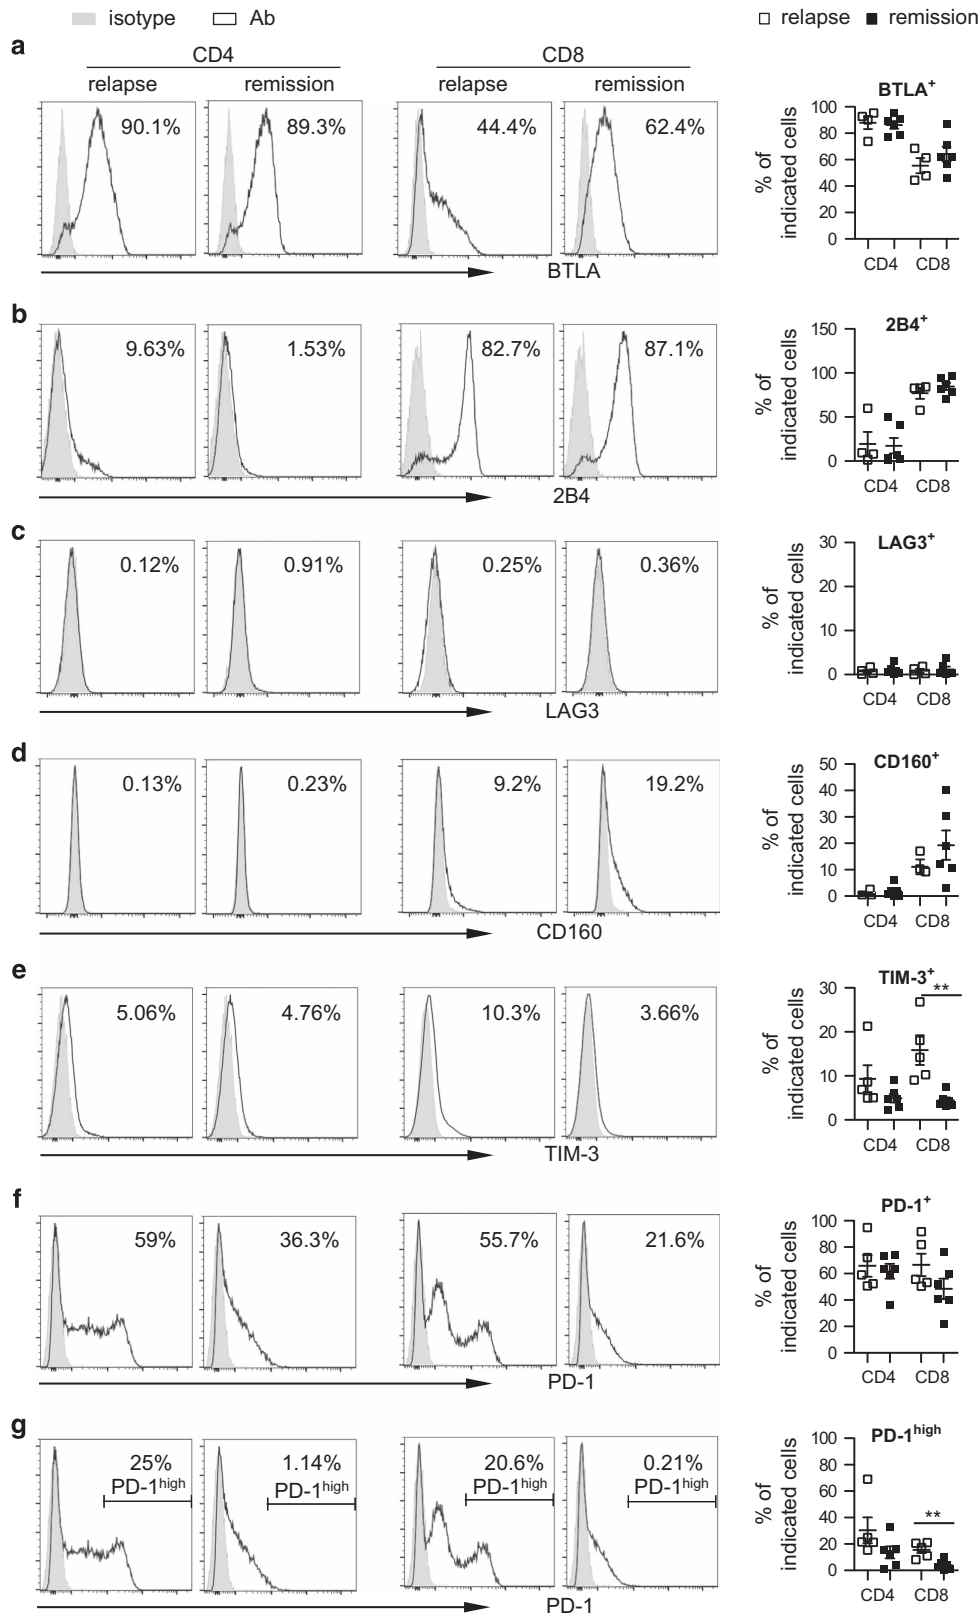 isotype Ab □ relapse ■ remission
a
CD4 CD8
relapse remission relapse remission
90.1% 89.3% 44.4% 62.4%
BTLA
BTLA⁺
% of
indicated cells
100
80
60
40
20
0
CD4 CD8
b
9.63% 1.53% 82.7% 87.1%
2B4
2B4⁺
% of
indicated cells
150
100
50
0
CD4 CD8
c
0.12% 0.91% 0.25% 0.36%
LAG3
LAG3⁺
% of
indicated cells
30
20
10
0
CD4 CD8
d
0.13% 0.23% 9.2% 19.2%
CD160
CD160⁺
% of
indicated cells
50
40
30
20
10
0
CD4 CD8
e
5.06% 4.76% 10.3% 3.66%
TIM-3
TIM-3⁺
**
% of
indicated cells
30
20
10
0
CD4 CD8
f
59% 36.3% 55.7% 21.6%
PD-1
PD-1⁺
% of
indicated cells
100
80
60
40
20
0
CD4 CD8
g
25% 1.14% 20.6% 0.21%
PD-1ʰⁱᵍʰ PD-1ʰⁱᵍʰ PD-1ʰⁱᵍʰ PD-1ʰⁱᵍʰ
PD-1
PD-1ʰⁱᵍʰ
**
% of
indicated cells
100
80
60
40
20
0
CD4 CD8